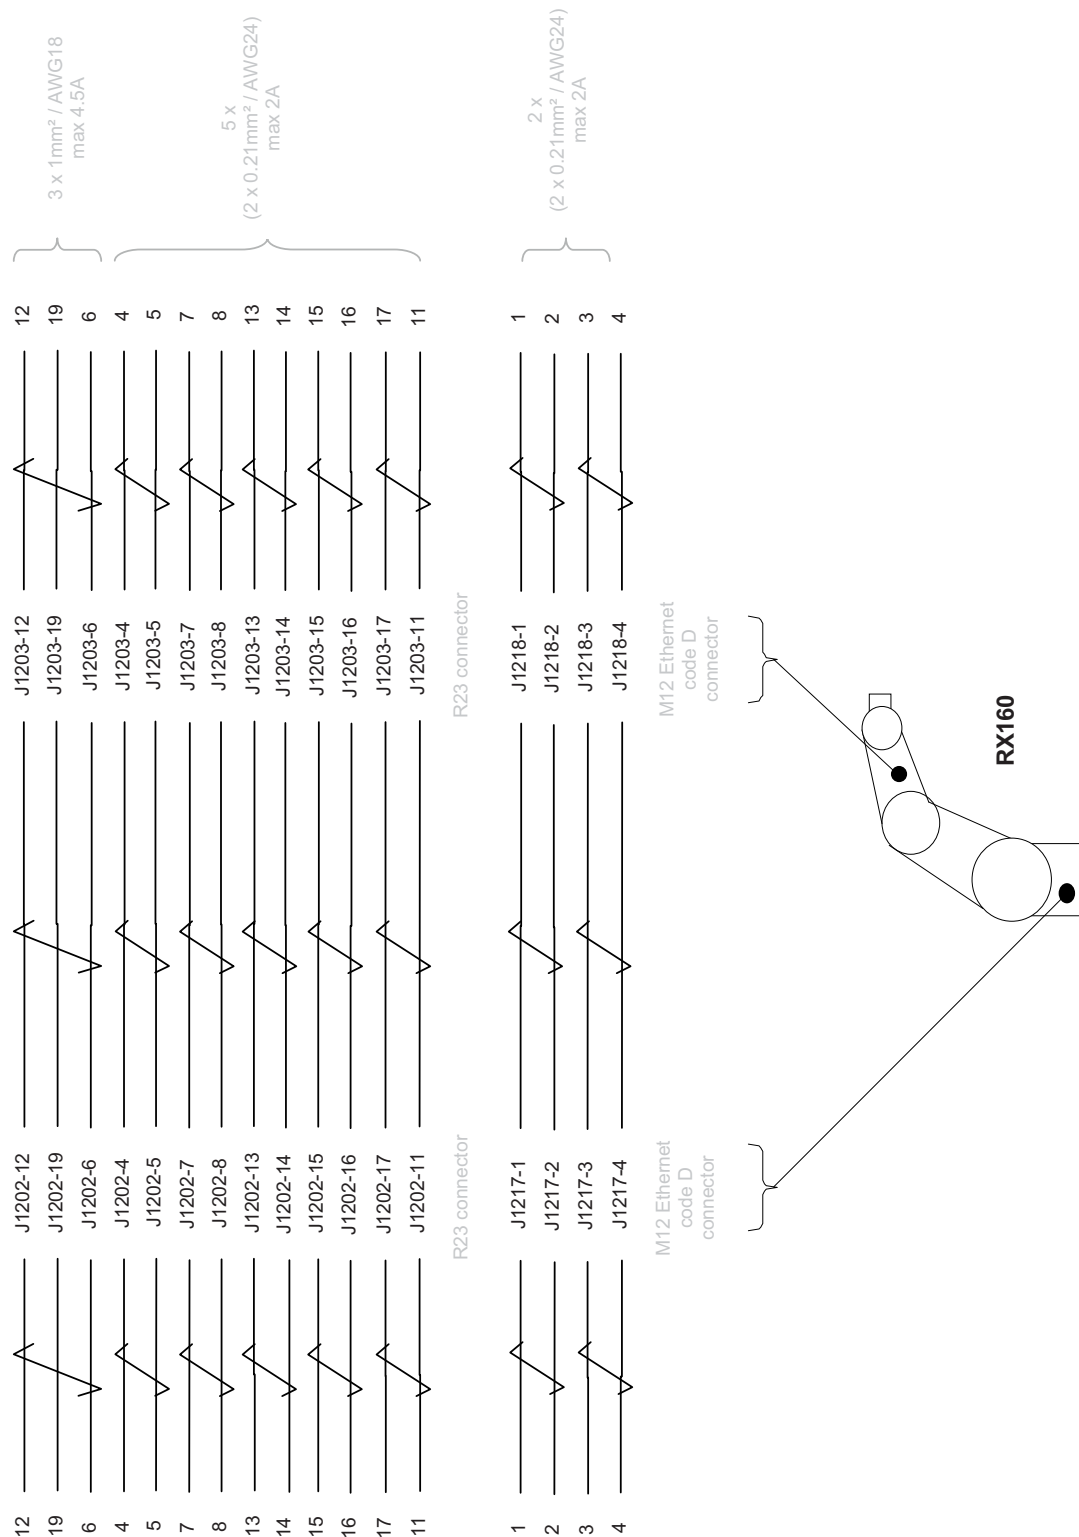 3 x 1mm² / AWG18
max 4.5A
5 x
(2 x 0.21mm² / AWG24)
max 2A
2 x
(2 x 0.21mm² / AWG24)
max 2A
12
19
6
4
5
7
8
13
14
15
16
17
11
1
2
3
4
J1203-12
J1203-19
J1203-6
J1203-4
J1203-5
J1203-7
J1203-8
J1203-13
J1203-14
J1203-15
J1203-16
J1203-17
J1203-11
R23 connector
J1218-1
J1218-2
J1218-3
J1218-4
M12 Ethernet
code D
connector
RX160
J1202-12
J1202-19
J1202-6
J1202-4
J1202-5
J1202-7
J1202-8
J1202-13
J1202-14
J1202-15
J1202-16
J1202-17
J1202-11
R23 connector
J1217-1
J1217-2
J1217-3
J1217-4
M12 Ethernet
code D
connector
12
19
6
4
5
7
8
13
14
15
16
17
11
1
2
3
4